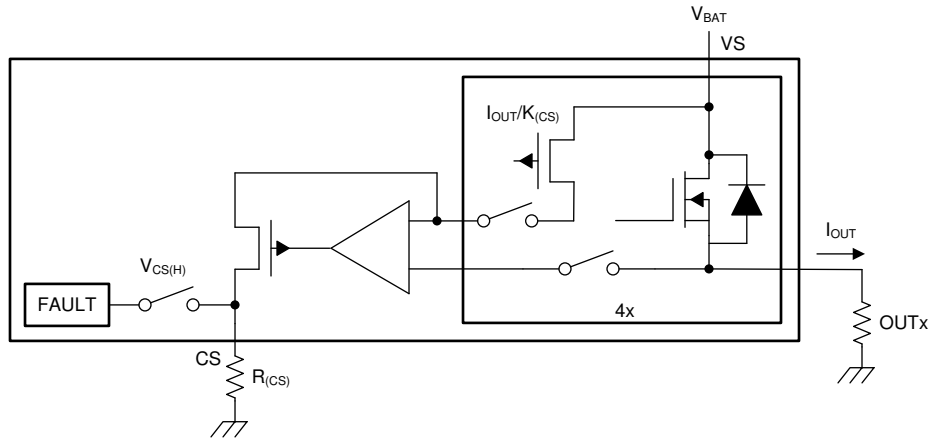 V_BAT
VS
I_OUT/K_(CS)
I_OUT
V_CS(H)
FAULT
4x
OUTx
CS
R_(CS)